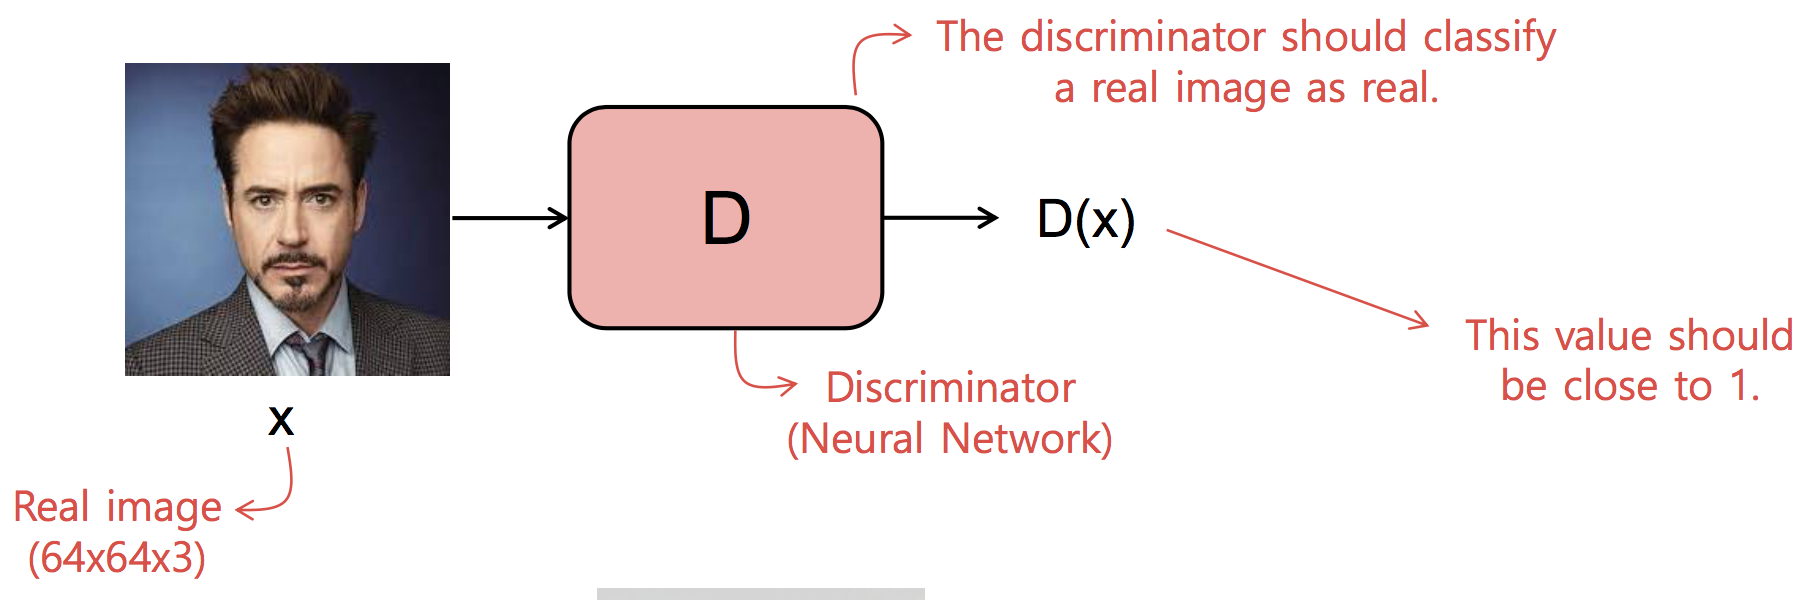 The discriminator should classify
a real image as real.
D
D(x)
This value should
be close to 1.
Discriminator
(Neural Network)
x
Real image
(64x64x3)